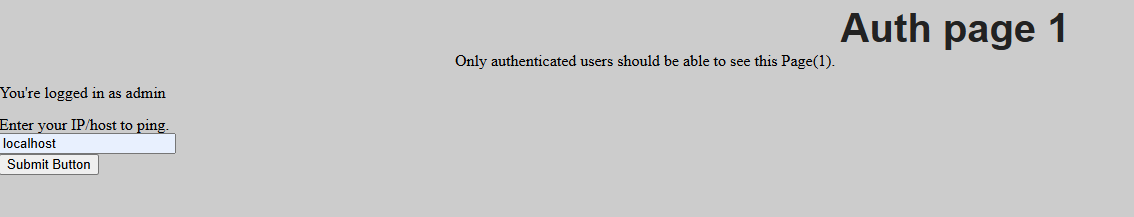 Auth page 1
Only authenticated users should be able to see this Page(1).
You're logged in as admin
Enter your IP/host to ping.
localhost
Submit Button